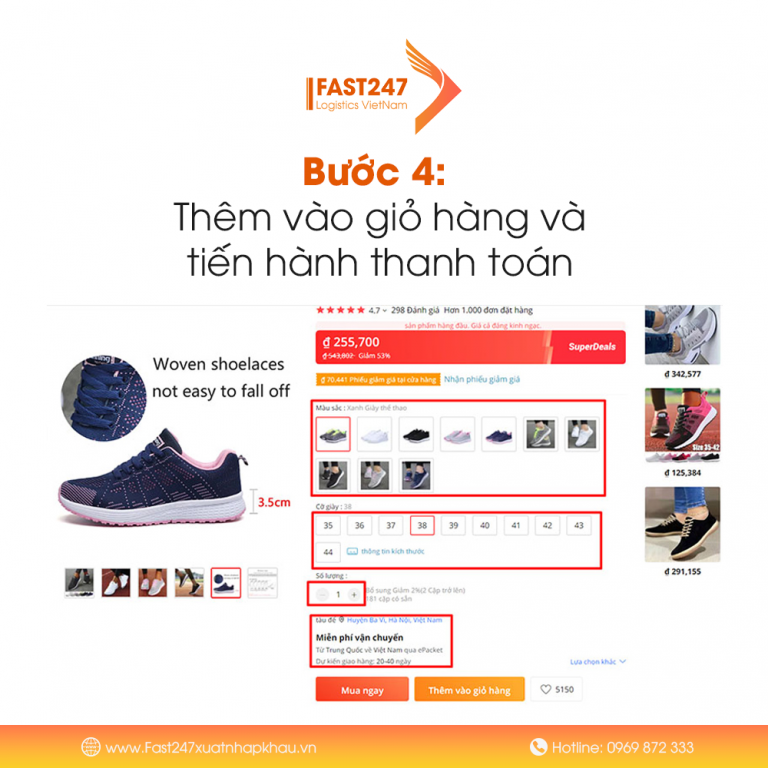 FAST247
Logistics VietNam
Bước 4:
Thêm vào giỏ hàng và
tiến hành thanh toán
Woven shoelaces
not easy to fall off
3.5cm
4.7 298 Đánh giá Hơn 1.000 đơn đặt hàng
sản phẩm hàng đầu. Giá cả đáng kinh ngạc.
₫ 255,700
₫ 543,802 Giảm 53%
SuperDeals
₫ 70.441 Phiếu giảm giá tại cửa hàng Nhận phiếu giảm giá
Màu sắc : Xanh Giày thể thao
Cỡ giày : 38
35 36 37 38 39 40 41 42 43
44 thông tin kích thước
Số lượng :
- 1 + Bổ sung Giảm 2%(2 Cặp trở lên)
181 cặp có sẵn
tàu để Huyện Ba Vì, Hà Nội, Việt Nam
Miễn phí vận chuyển
Từ Trung Quốc về Việt Nam qua ePacket
Dự kiến giao hàng: 20-40 ngày
Lựa chọn khác
Mua ngay Thêm vào giỏ hàng 5150
₫ 342,577
Size 35-42
₫ 125,384
₫ 291,155
www.Fast247xuatnhapkhau.vn
Hotline: 0969 872 333